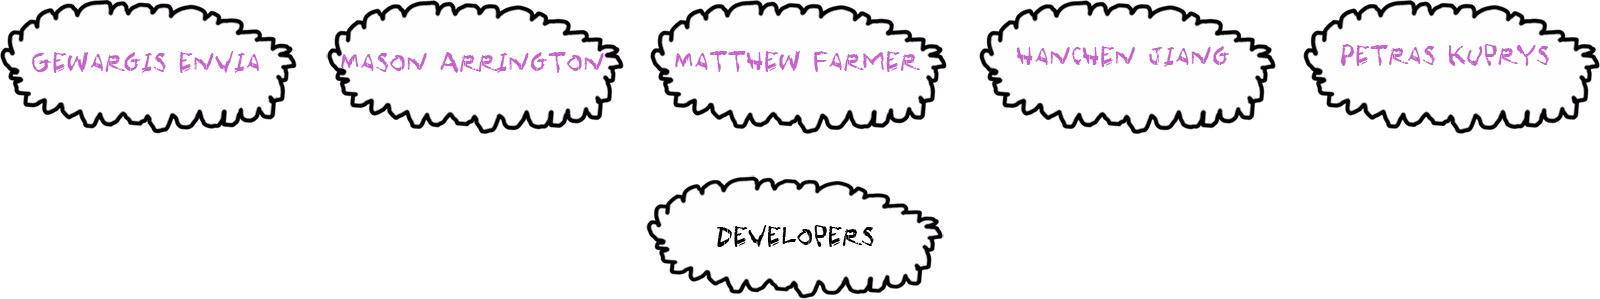 GEWARGIS ENVIA
MASON ARRINGTON
MATTHEW FARMER
HANCHEN JIANG
PETRAS KUPRYS
DEVELOPERS